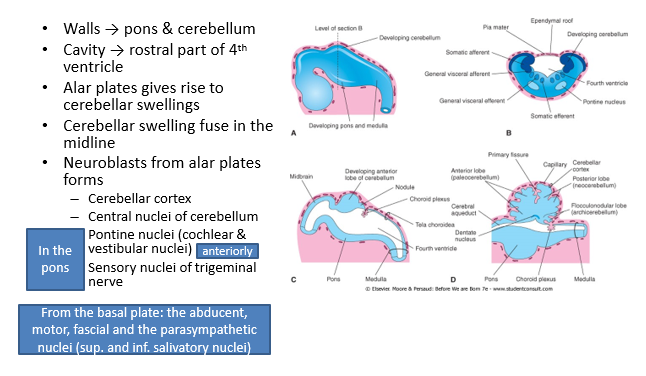 • Walls → pons & cerebellum
• Cavity → rostral part of 4th
ventricle
• Alar plates gives rise to
cerebellar swellings
• Cerebellar swelling fuse in the
midline
• Neuroblasts from alar plates
forms
– Cerebellar cortex
– Central nuclei of cerebellum
In the
pons
Pontine nuclei (cochlear &
vestibular nuclei)
anteriorly
Sensory nuclei of trigeminal
nerve
From the basal plate: the abducent,
motor, fascial and the parasympathetic
nuclei (sup. and inf. salivatory nuclei)
Level of section B
Developing cerebellum
Developing pons and medulla
A
Ependymal roof
Pia mater
Developing cerebellum
Somatic afferent
General visceral afferent
Fourth ventricle
General visceral efferent
Pontine nucleus
Somatic efferent
B
Midbrain
Developing anterior
lobe of cerebellum
Nodule
Choroid plexus
Tela choroidea
Fourth ventricle
Pons
Medulla
C
Primary fissure
Anterior lobe
(paleocerebellum)
Capillary
Cerebellar
cortex
Posterior lobe
(neocerebellum)
Cerebral
aqueduct
Flocculonodular lobe
(archicerebellum)
Dentate
nucleus
Pons
Choroid plexus
Medulla
D
© Elsevier. Moore & Persaud: Before We are Born 7e - www.studentconsult.com